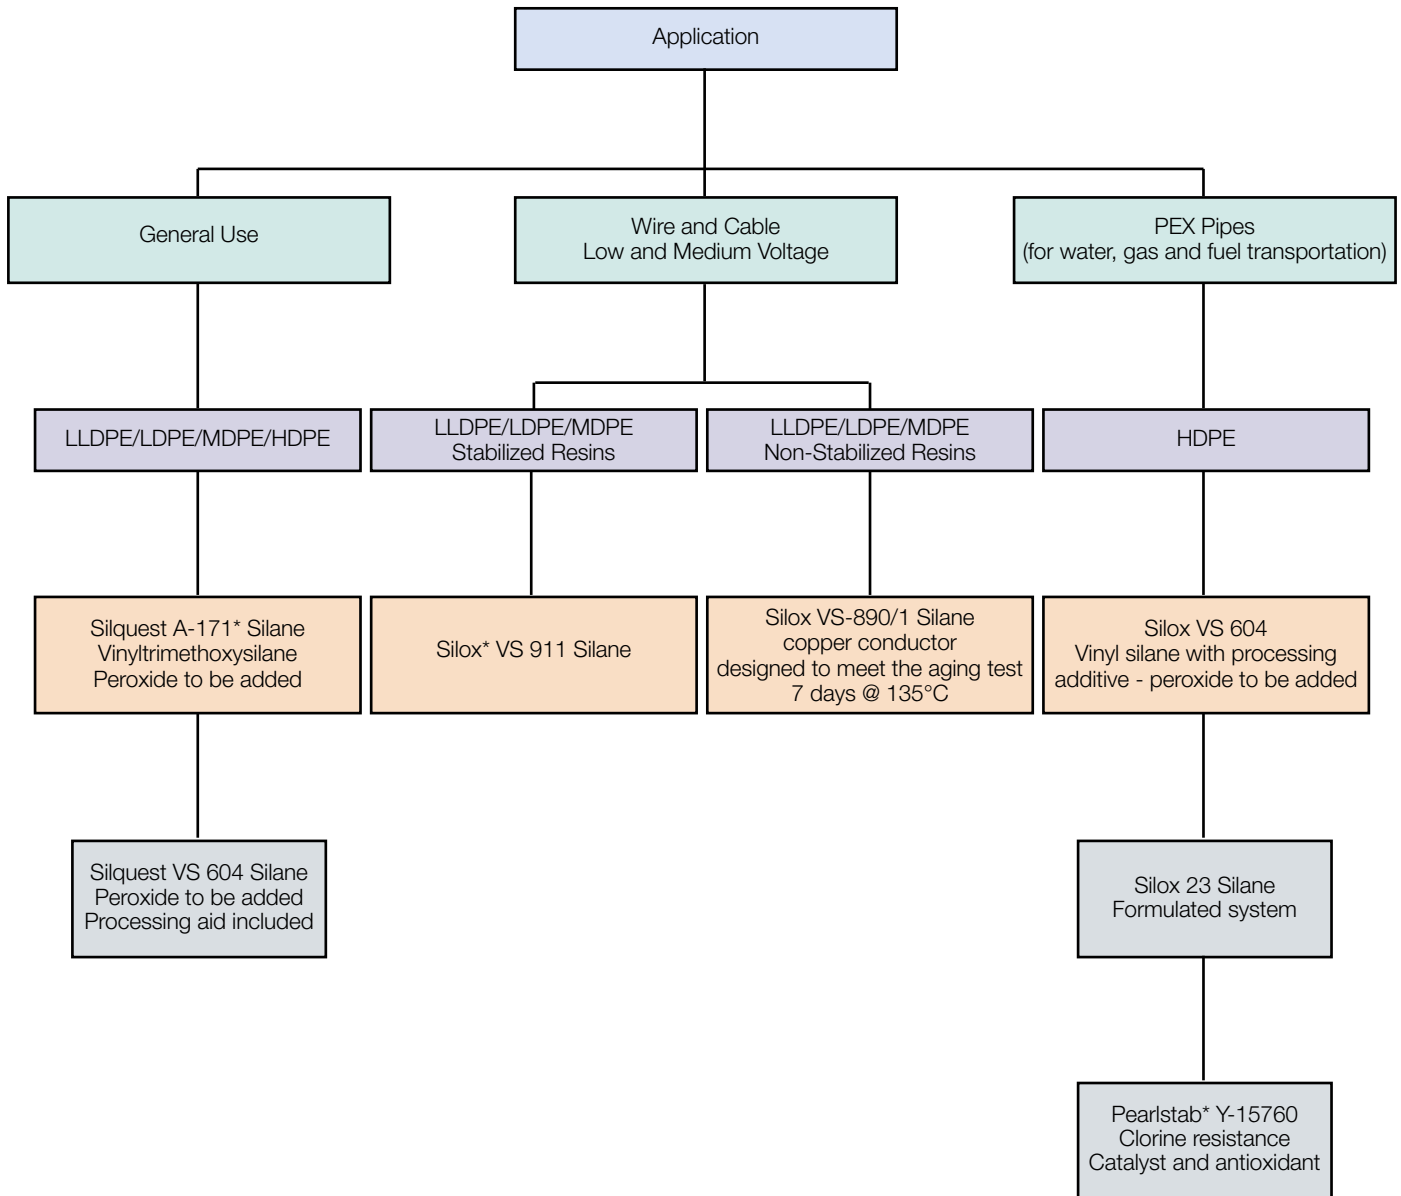 Application
General Use
Wire and Cable
Low and Medium Voltage
PEX Pipes
(for water, gas and fuel transportation)
LLDPE/LDPE/MDPE/HDPE
LLDPE/LDPE/MDPE
Stabilized Resins
LLDPE/LDPE/MDPE
Non-Stabilized Resins
HDPE
Silquest A-171* Silane
Vinyltrimethoxysilane
Peroxide to be added
Silox* VS 911 Silane
Silox VS-890/1 Silane
copper conductor
designed to meet the aging test
7 days @ 135°C
Silox VS 604
Vinyl silane with processing
additive - peroxide to be added
Silquest VS 604 Silane
Peroxide to be added
Processing aid included
Silox 23 Silane
Formulated system
Pearlstab* Y-15760
Clorine resistance
Catalyst and antioxidant